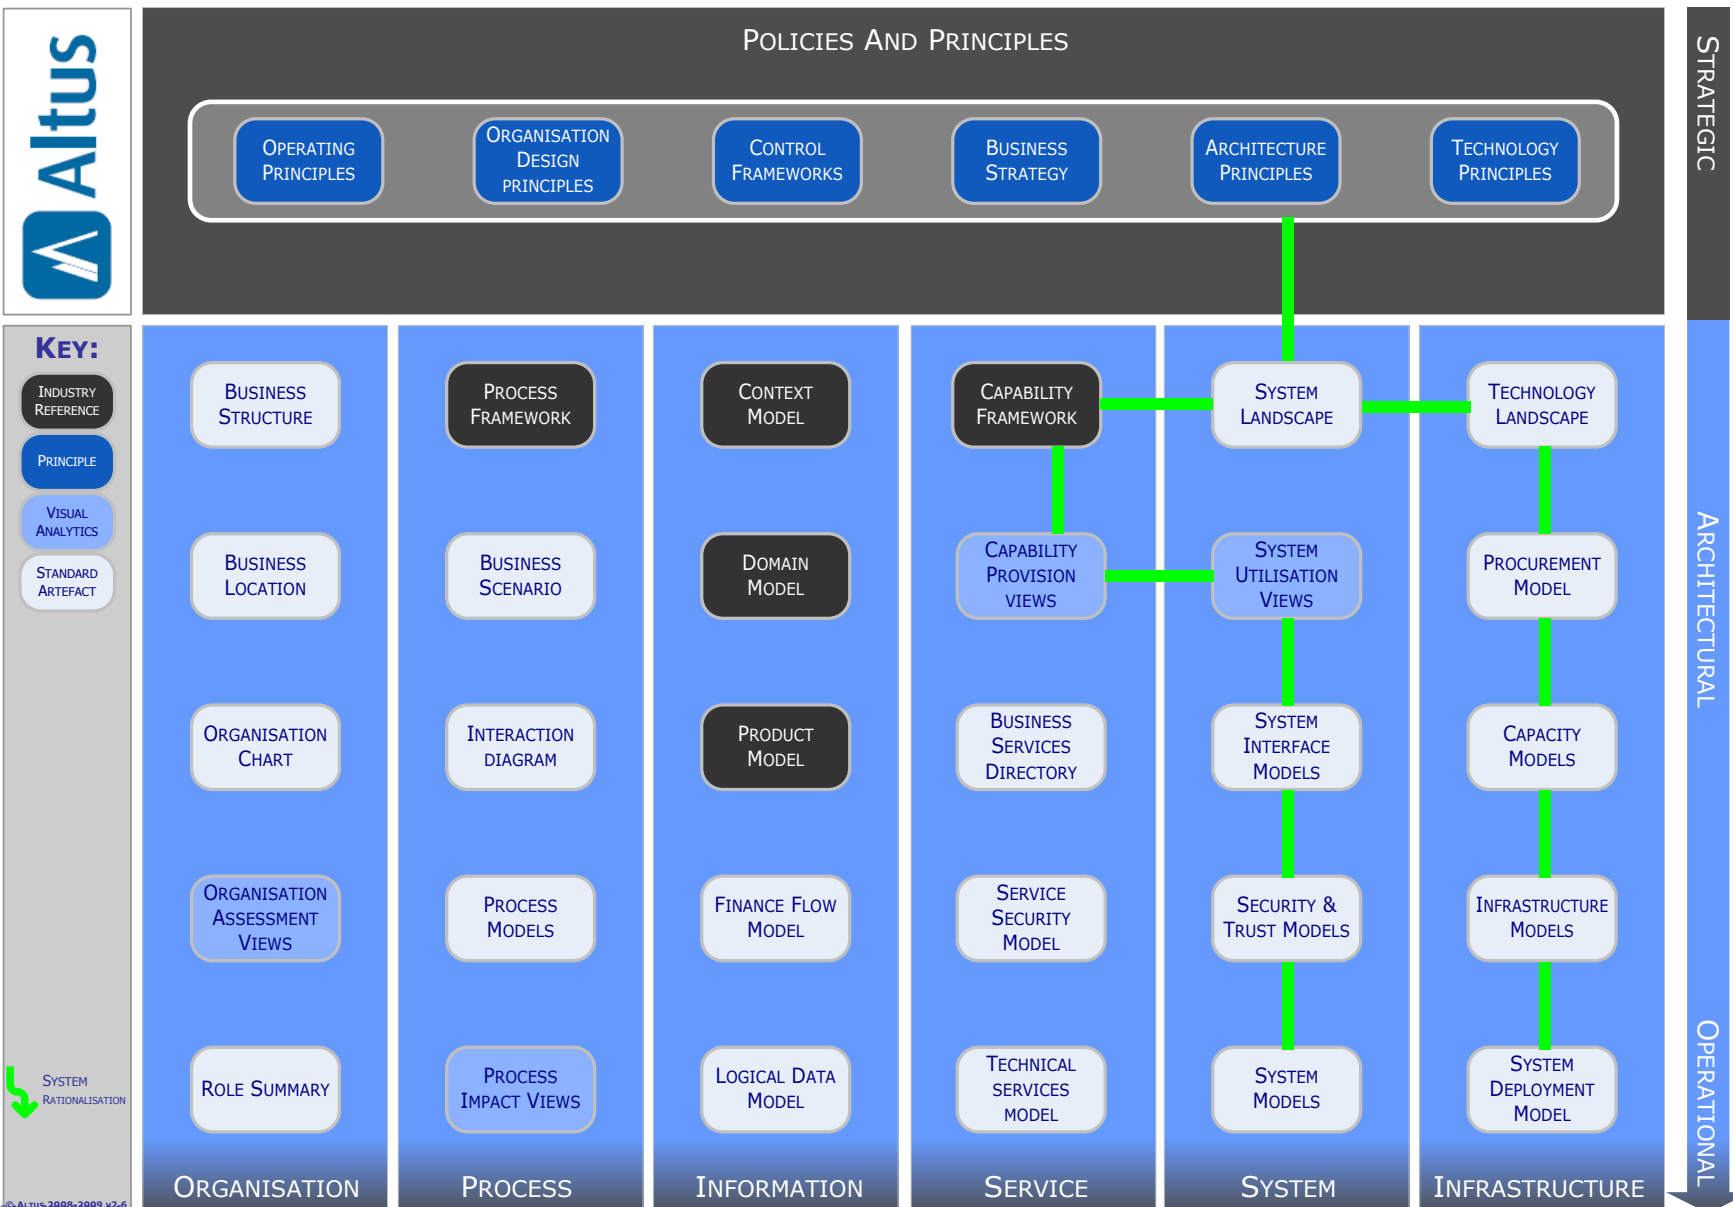 Altus
POLICIES AND PRINCIPLES
OPERATING
PRINCIPLES
ORGANISATION
DESIGN
PRINCIPLES
CONTROL
FRAMEWORKS
BUSINESS
STRATEGY
ARCHITECTURE
PRINCIPLES
TECHNOLOGY
PRINCIPLES
STRATEGIC
ARCHITECTURAL
OPERATIONAL
KEY:
INDUSTRY
REFERENCE
PRINCIPLE
VISUAL
ANALYTICS
STANDARD
ARTEFACT
SYSTEM
RATIONALISATION
© ALTUS 2008-2009 V2.6
BUSINESS
STRUCTURE
BUSINESS
LOCATION
ORGANISATION
CHART
ORGANISATION
ASSESSMENT
VIEWS
ROLE SUMMARY
ORGANISATION
PROCESS
FRAMEWORK
BUSINESS
SCENARIO
INTERACTION
DIAGRAM
PROCESS
MODELS
PROCESS
IMPACT VIEWS
PROCESS
CONTEXT
MODEL
DOMAIN
MODEL
PRODUCT
MODEL
FINANCE FLOW
MODEL
LOGICAL DATA
MODEL
INFORMATION
CAPABILITY
FRAMEWORK
CAPABILITY
PROVISION
VIEWS
BUSINESS
SERVICES
DIRECTORY
SERVICE
SECURITY
MODEL
TECHNICAL
SERVICES
MODEL
SERVICE
SYSTEM
LANDSCAPE
SYSTEM
UTILISATION
VIEWS
SYSTEM
INTERFACE
MODELS
SECURITY &
TRUST MODELS
SYSTEM
MODELS
SYSTEM
TECHNOLOGY
LANDSCAPE
PROCUREMENT
MODEL
CAPACITY
MODELS
INFRASTRUCTURE
MODELS
SYSTEM
DEPLOYMENT
MODEL
INFRASTRUCTURE